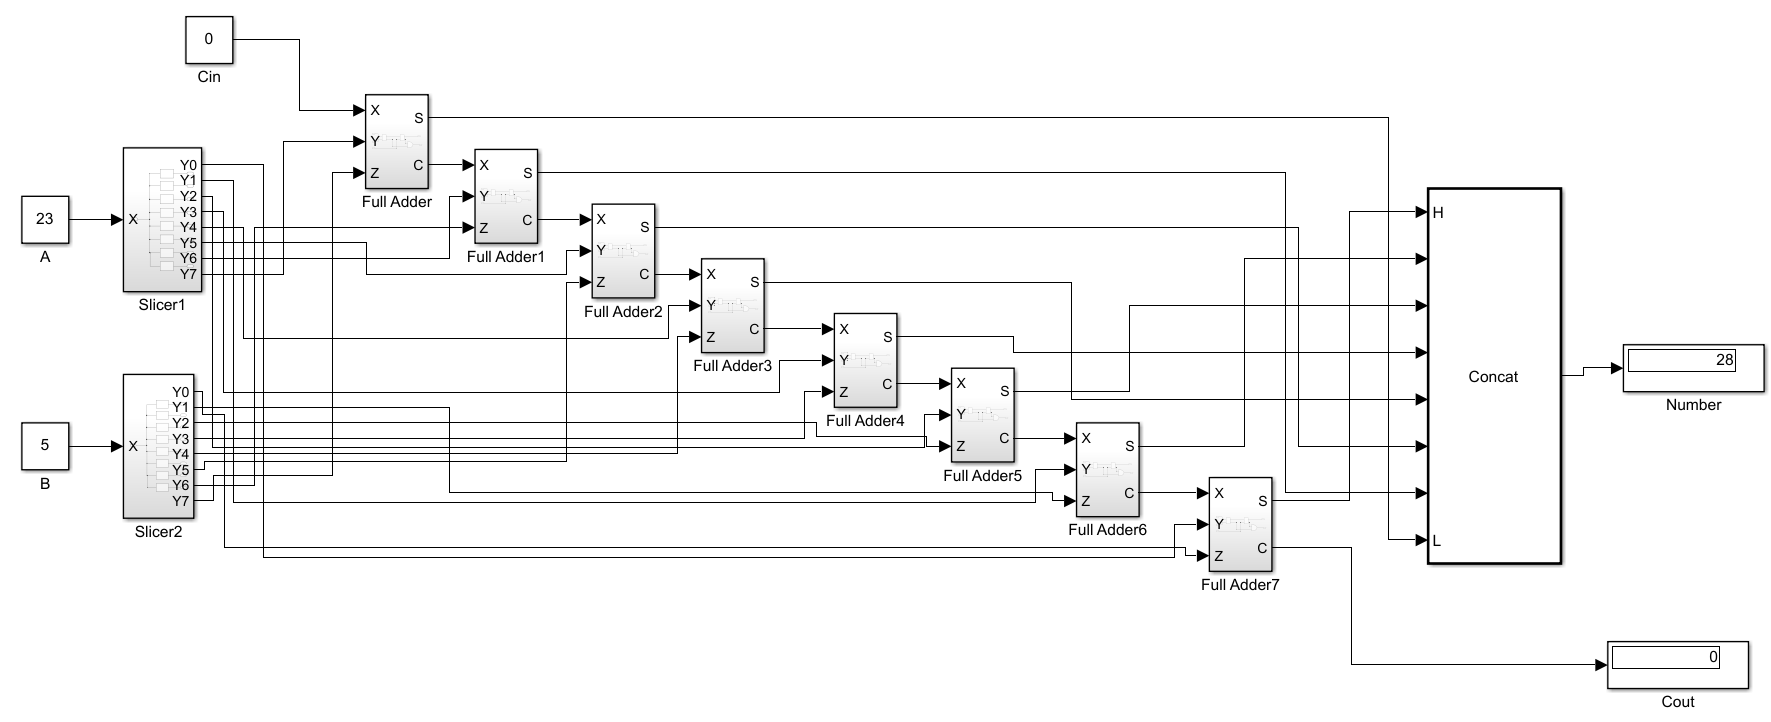 0
Cin
X
Y
Z
S
C
Full Adder
X
Y
Z
S
C
Full Adder1
X
Y
Z
S
C
Full Adder2
X
Y
Z
S
C
Full Adder3
X
Y
Z
S
C
Full Adder4
X
Y
Z
S
C
Full Adder5
X
Y
Z
S
C
Full Adder6
X
Y
Z
S
C
Full Adder7
23
A
X
Y0
Y1
Y2
Y3
Y4
Y5
Y6
Y7
Slicer1
5
B
X
Y0
Y1
Y2
Y3
Y4
Y5
Y6
Y7
Slicer2
H
Concat
L
28
Number
0
Cout